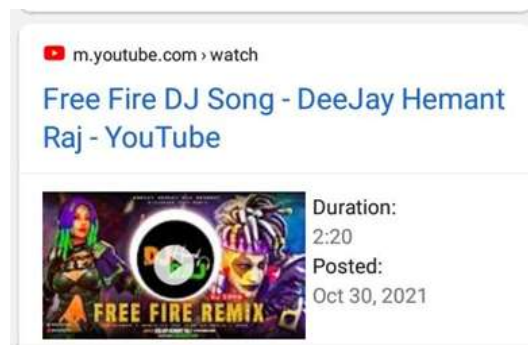 m.youtube.com › watch
Free Fire DJ Song - DeeJay Hemant
Raj - YouTube
Duration:
2:20
Posted:
Oct 30, 2021
DJ
FREE FIRE REMIX